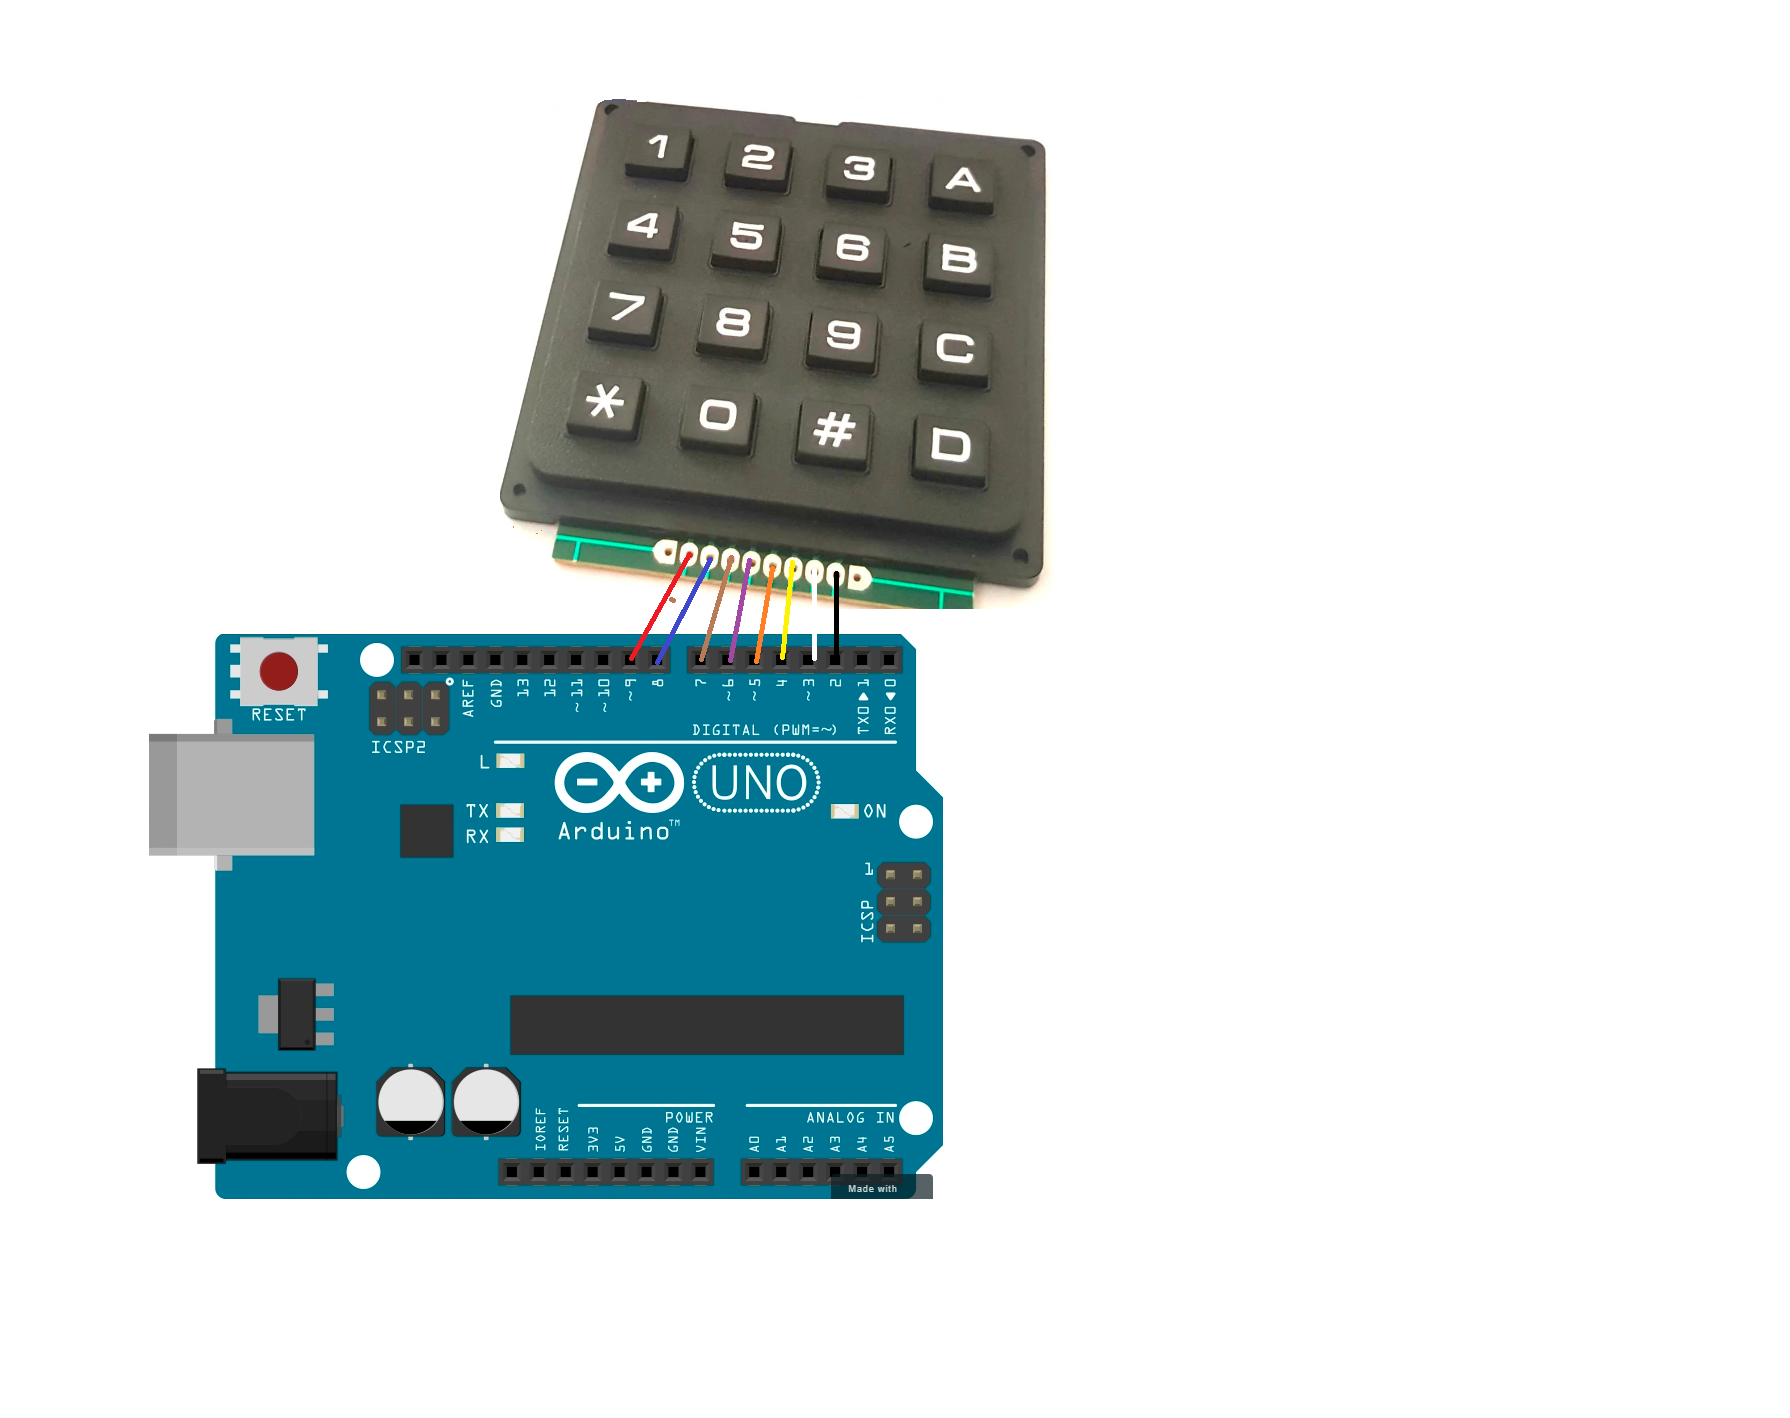 1 2 3 A
4 5 6 B
7 8 9 C
* 0 # D
RESET
ICSP2
AREF
GND
13
12
~11
~10
~9
8
7
~6
~5
4
~3
2
TX0 ▶ 1
RX0 ◀ 0
DIGITAL (PWM=~)
L
TX
RX
UNO
Arduino™
ON
1
ICSP
IOREF
RESET
3V3
5V
GND
GND
VIN
POWER
ANALOG IN
A0
A1
A2
A3
A4
A5
Made with